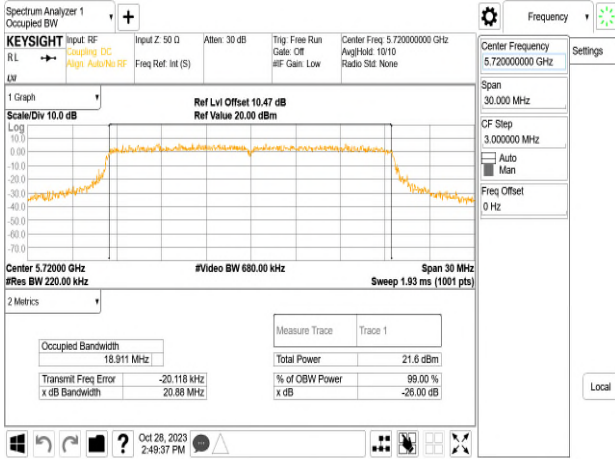 Spectrum Analyzer 1
Occupied BW
Frequency
KEYSIGHT
RL
Input: RF
Coupling: DC
Align: Auto/No RF
Input Z: 50 Ω
Freq Ref: Int (S)
Atten: 30 dB
Trig: Free Run
Gate: Off
#IF Gain: Low
Center Freq: 5.720000000 GHz
Avg|Hold: 10/10
Radio Std: None
Center Frequency
5.720000000 GHz
Settings
Span
30.000 MHz
CF Step
3.000000 MHz
Auto
Man
Freq Offset
0 Hz
Local
1 Graph
Scale/Div 10.0 dB
Ref Lvl Offset 10.47 dB
Ref Value 20.00 dBm
Log
10.0
0.00
-10.0
-20.0
-30.0
-40.0
-50.0
-60.0
-70.0
Center 5.72000 GHz
#Video BW 680.00 kHz
Span 30 MHz
#Res BW 220.00 kHz
Sweep 1.93 ms (1001 pts)
2 Metrics
Measure Trace
Trace 1
Occupied Bandwidth
18.911 MHz
Total Power
21.6 dBm
Transmit Freq Error
-20.118 kHz
% of OBW Power
99.00 %
x dB Bandwidth
20.88 MHz
x dB
-26.00 dB
?
Oct 28, 2023
2:49:37 PM